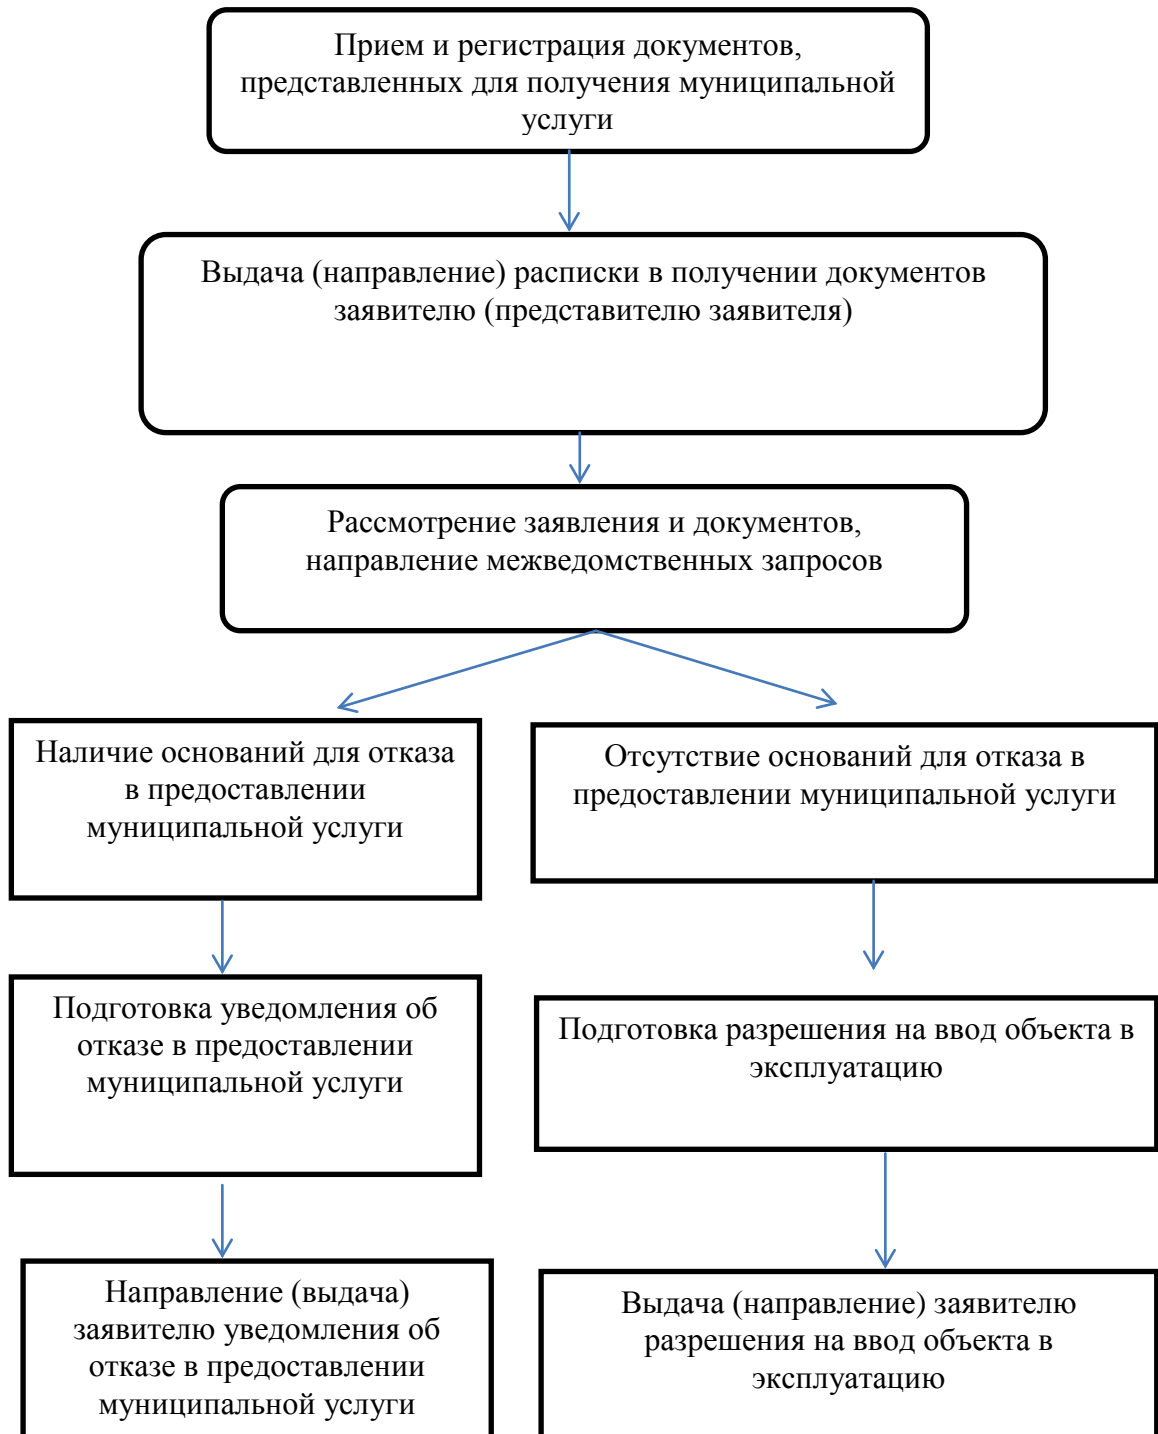 Прием и регистрация документов,
представленных для получения муниципальной
услуги
Выдача (направление) расписки в получении документов
заявителю (представителю заявителя)
Рассмотрение заявления и документов,
направление межведомственных запросов
Наличие оснований для отказа
в предоставлении
муниципальной услуги
Отсутствие оснований для отказа в
предоставлении муниципальной услуги
Подготовка уведомления об
отказе в предоставлении
муниципальной услуги
Подготовка разрешения на ввод объекта в
эксплуатацию
Направление (выдача)
заявителю уведомления об
отказе в предоставлении
муниципальной услуги
Выдача (направление) заявителю
разрешения на ввод объекта в
эксплуатацию